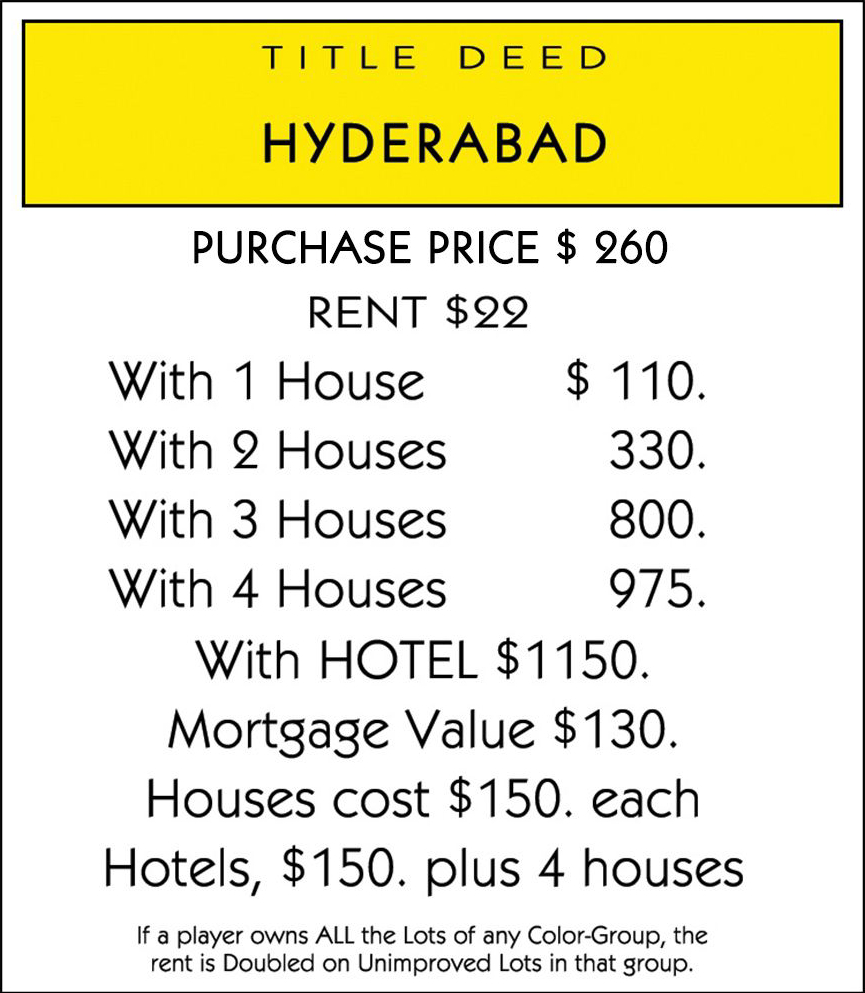 TITLE DEED
HYDERABAD
PURCHASE PRICE $ 260
RENT $22
With 1 House $ 110.
With 2 Houses 330.
With 3 Houses 800.
With 4 Houses 975.
With HOTEL $1150.
Mortgage Value $130.
Houses cost $150. each
Hotels, $150. plus 4 houses
If a player owns ALL the Lots of any Color-Group, the
rent is Doubled on Unimproved Lots in that group.